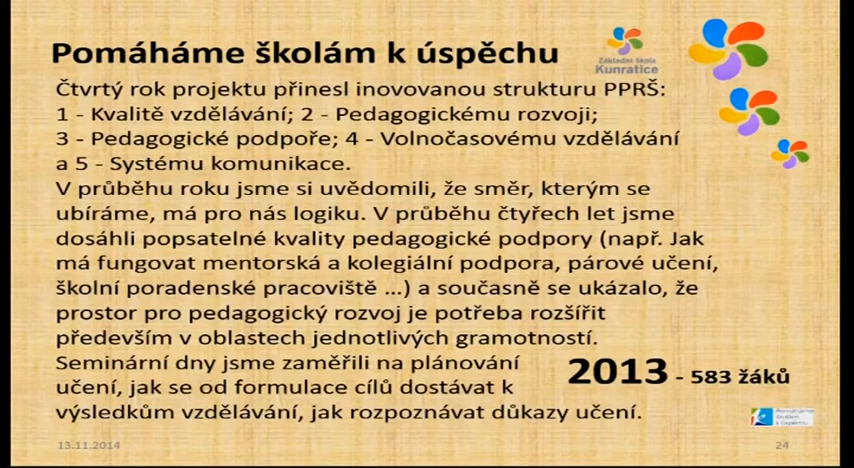 Pomáháme školám k úspěchu
Základní škola
Kunratice
Čtvrtý rok projektu přinesl inovovanou strukturu PPRŠ:
1 - Kvalitě vzdělávání; 2 - Pedagogickému rozvoji;
3 - Pedagogické podpoře; 4 - Volnočasovému vzdělávání
a 5 - Systému komunikace.
V průběhu roku jsme si uvědomili, že směr, kterým se
ubíráme, má pro nás logiku. V průběhu čtyřech let jsme
dosáhli popsatelné kvality pedagogické podpory (např. Jak
má fungovat mentorská a kolegiální podpora, párové učení,
školní poradenské pracoviště ...) a současně se ukázalo, že
prostor pro pedagogický rozvoj je potřeba rozšířit
především v oblastech jednotlivých gramotností.
Seminární dny jsme zaměřili na plánování
učení, jak se od formulace cílů dostávat k
výsledkům vzdělávání, jak rozpoznávat důkazy učení.
2013 - 583 žáků
Pomáháme
školám
k úspěchu
13.11.2014
24